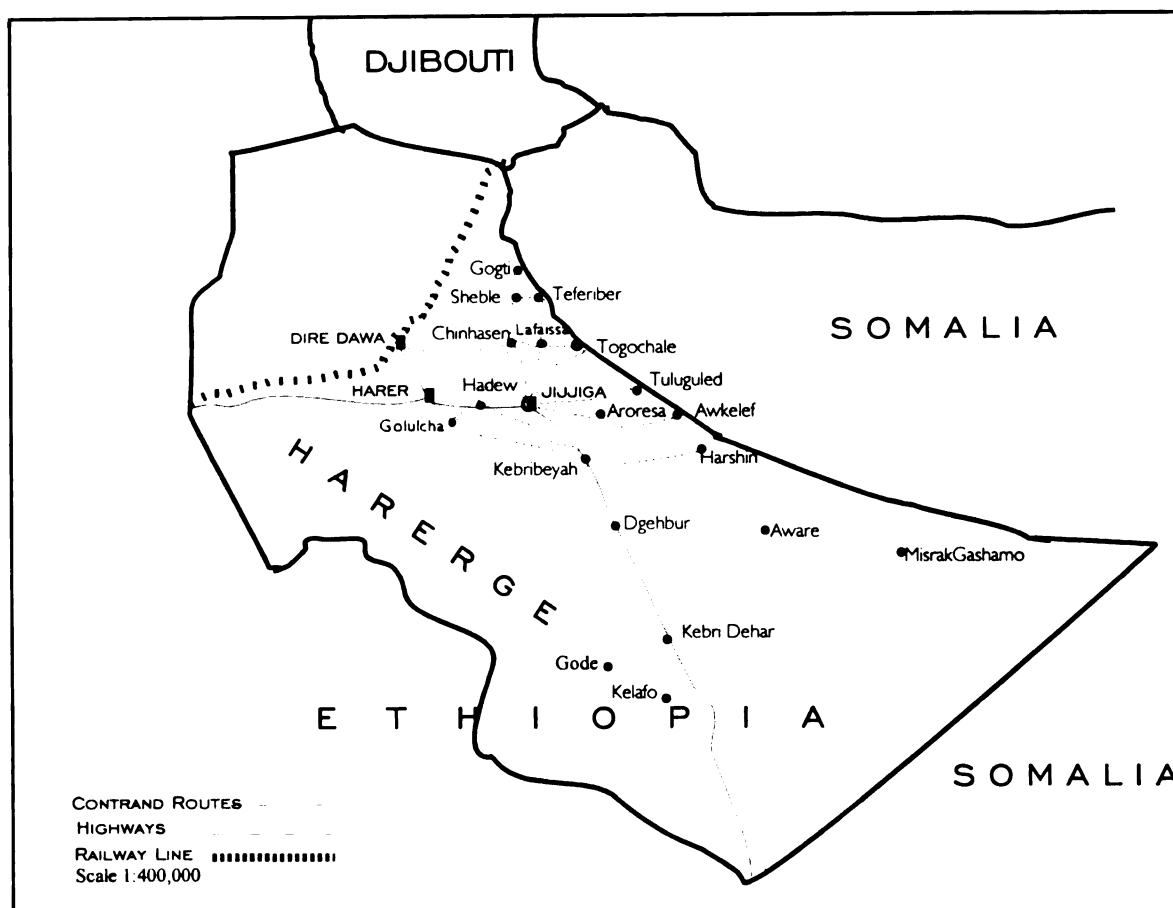 DJIBOUTI
Gogti
Sheble
Teferiber
SOMALIA
DIRE DAWA
Chinhasen
Lafaissa
Togochale
Tuluguled
HARER
Hadew
JIJJIGA
Aroresa
Awkelef
Golulcha
Kebribeyah
Harshin
HARERGE
Dgehbur
Aware
MisrakGashamo
Kebri Dehar
Gode
Kelafo
ETHIOPIA
SOMALIA
CONTRAND ROUTES
HIGHWAYS
RAILWAY LINE
Scale 1:400,000